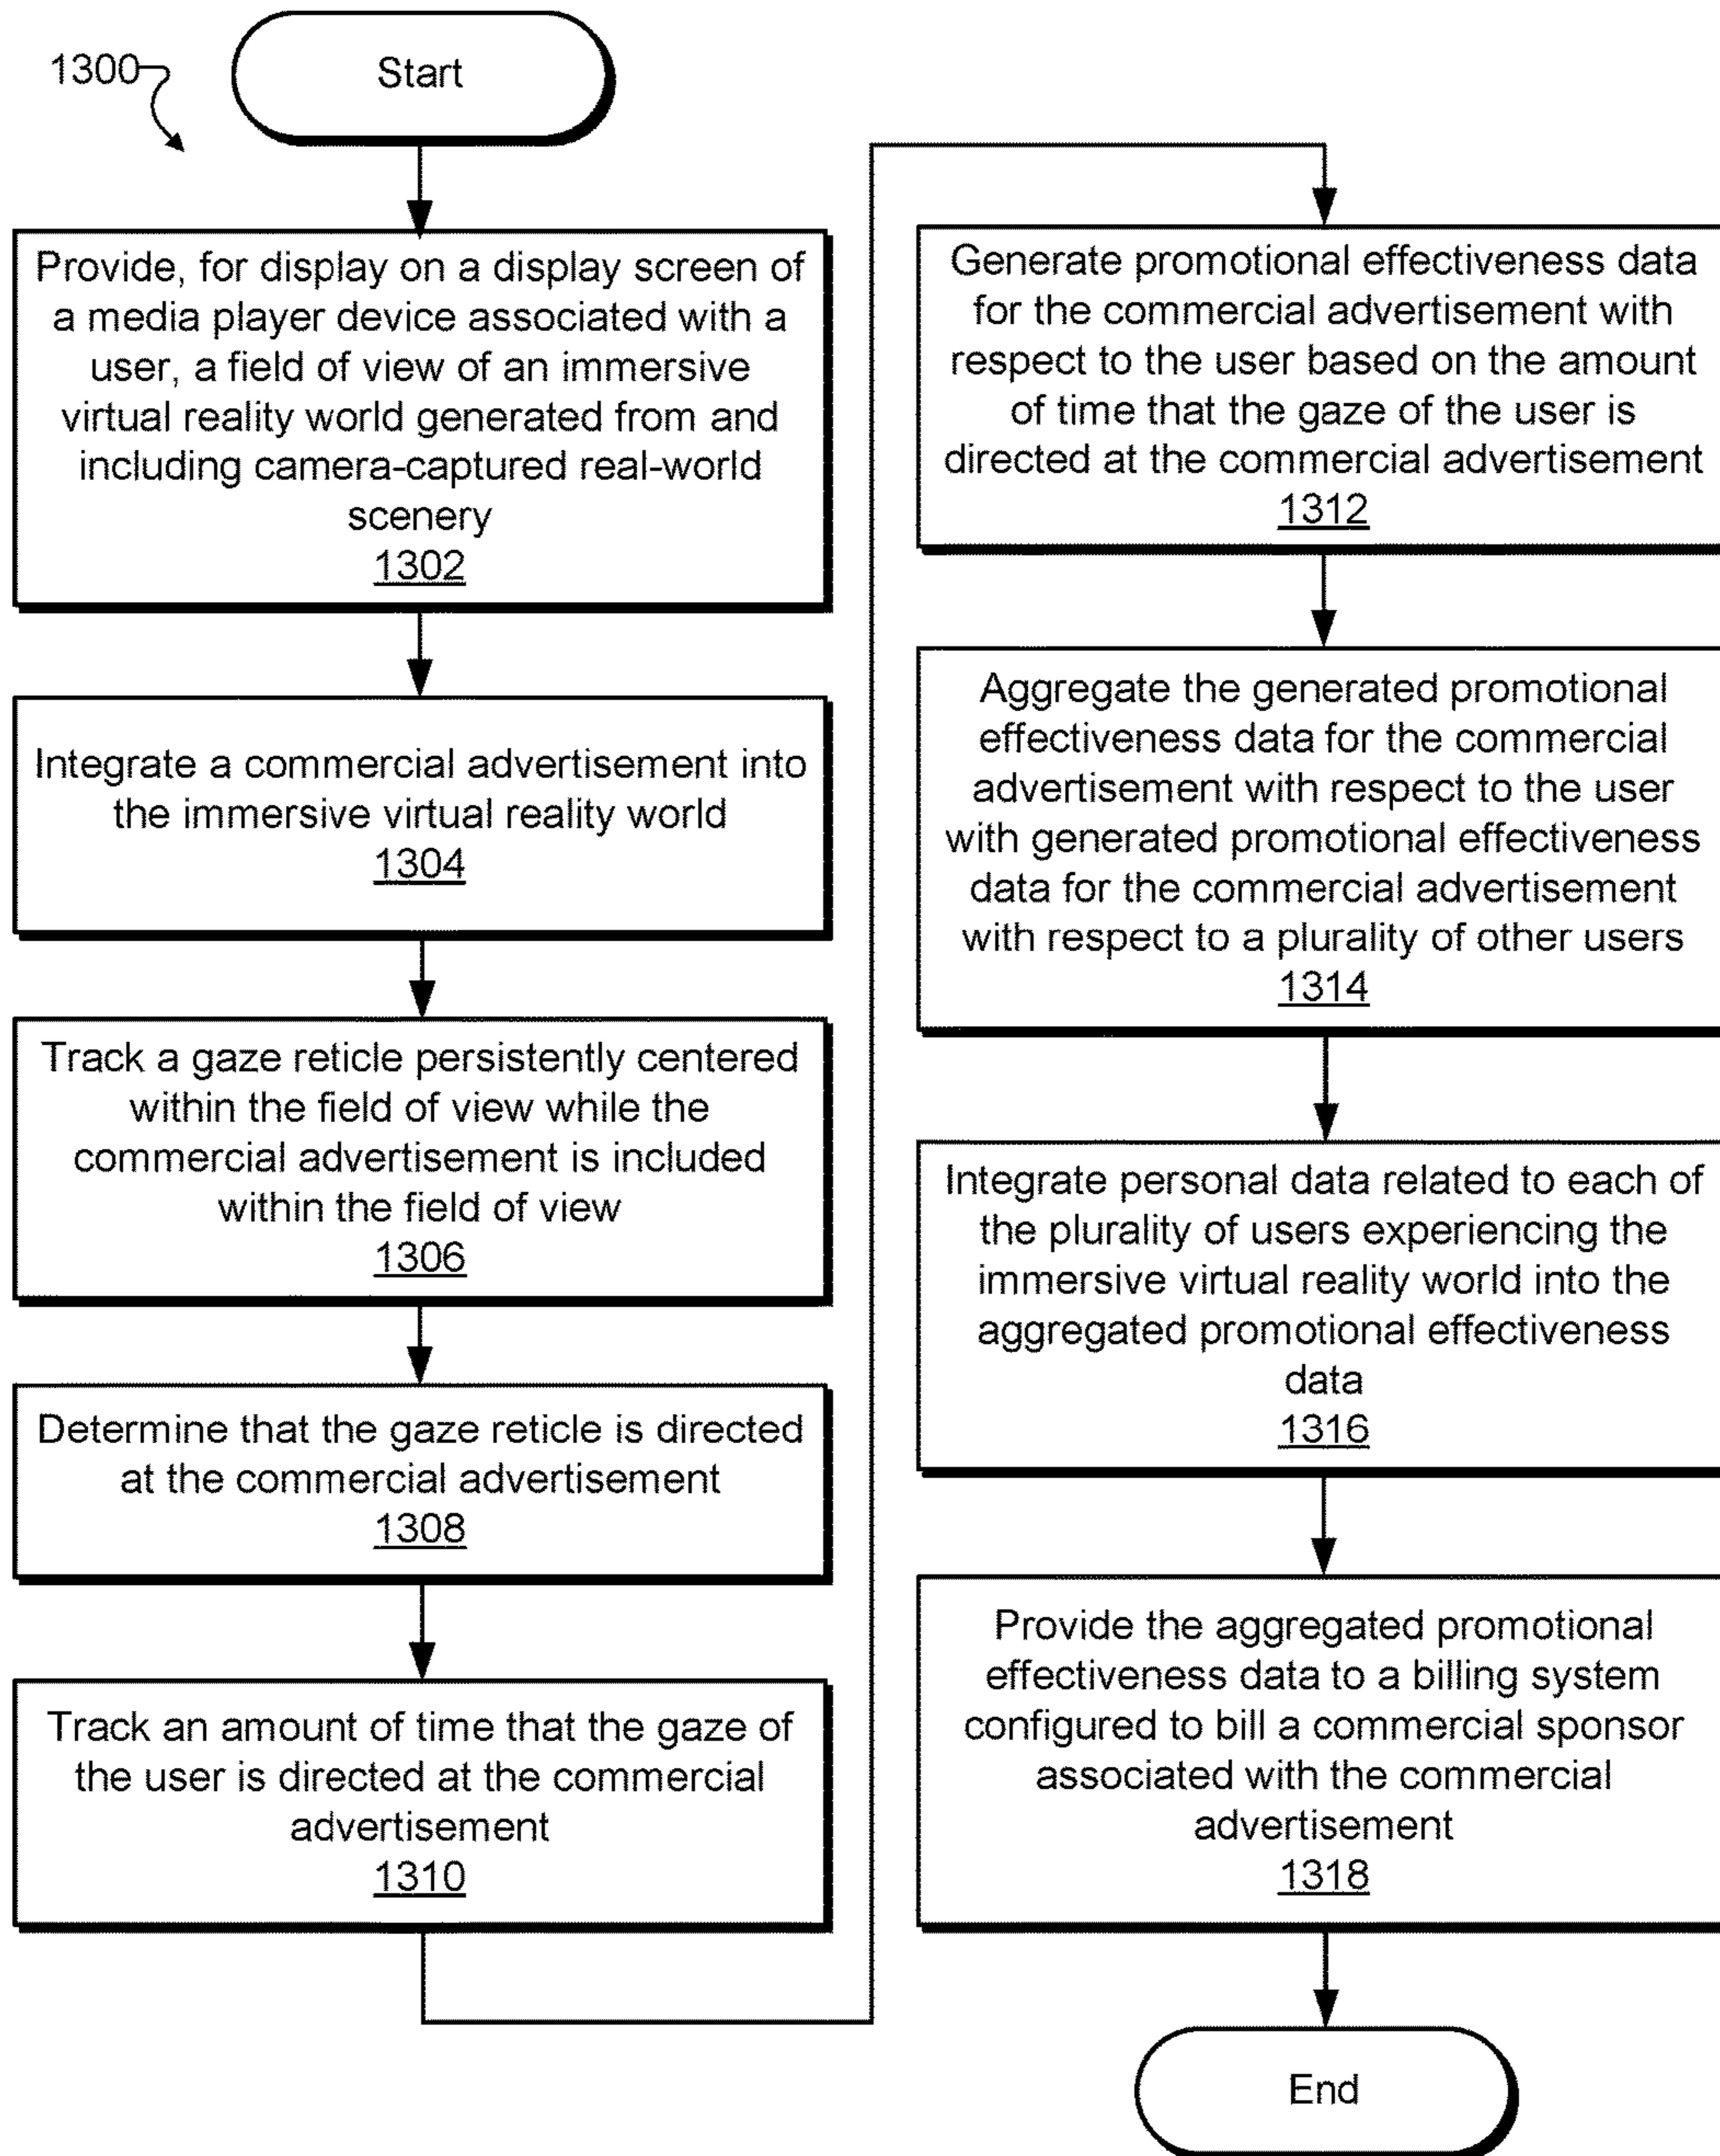 1300
Start
Provide, for display on a display screen of
a media player device associated with a
user, a field of view of an immersive
virtual reality world generated from and
including camera-captured real-world
scenery
1302
Integrate a commercial advertisement into
the immersive virtual reality world
1304
Track a gaze reticle persistently centered
within the field of view while the
commercial advertisement is included
within the field of view
1306
Determine that the gaze reticle is directed
at the commercial advertisement
1308
Track an amount of time that the gaze of
the user is directed at the commercial
advertisement
1310
Generate promotional effectiveness data
for the commercial advertisement with
respect to the user based on the amount
of time that the gaze of the user is
directed at the commercial advertisement
1312
Aggregate the generated promotional
effectiveness data for the commercial
advertisement with respect to the user
with generated promotional effectiveness
data for the commercial advertisement
with respect to a plurality of other users
1314
Integrate personal data related to each of
the plurality of users experiencing the
immersive virtual reality world into the
aggregated promotional effectiveness
data
1316
Provide the aggregated promotional
effectiveness data to a billing system
configured to bill a commercial sponsor
associated with the commercial
advertisement
1318
End